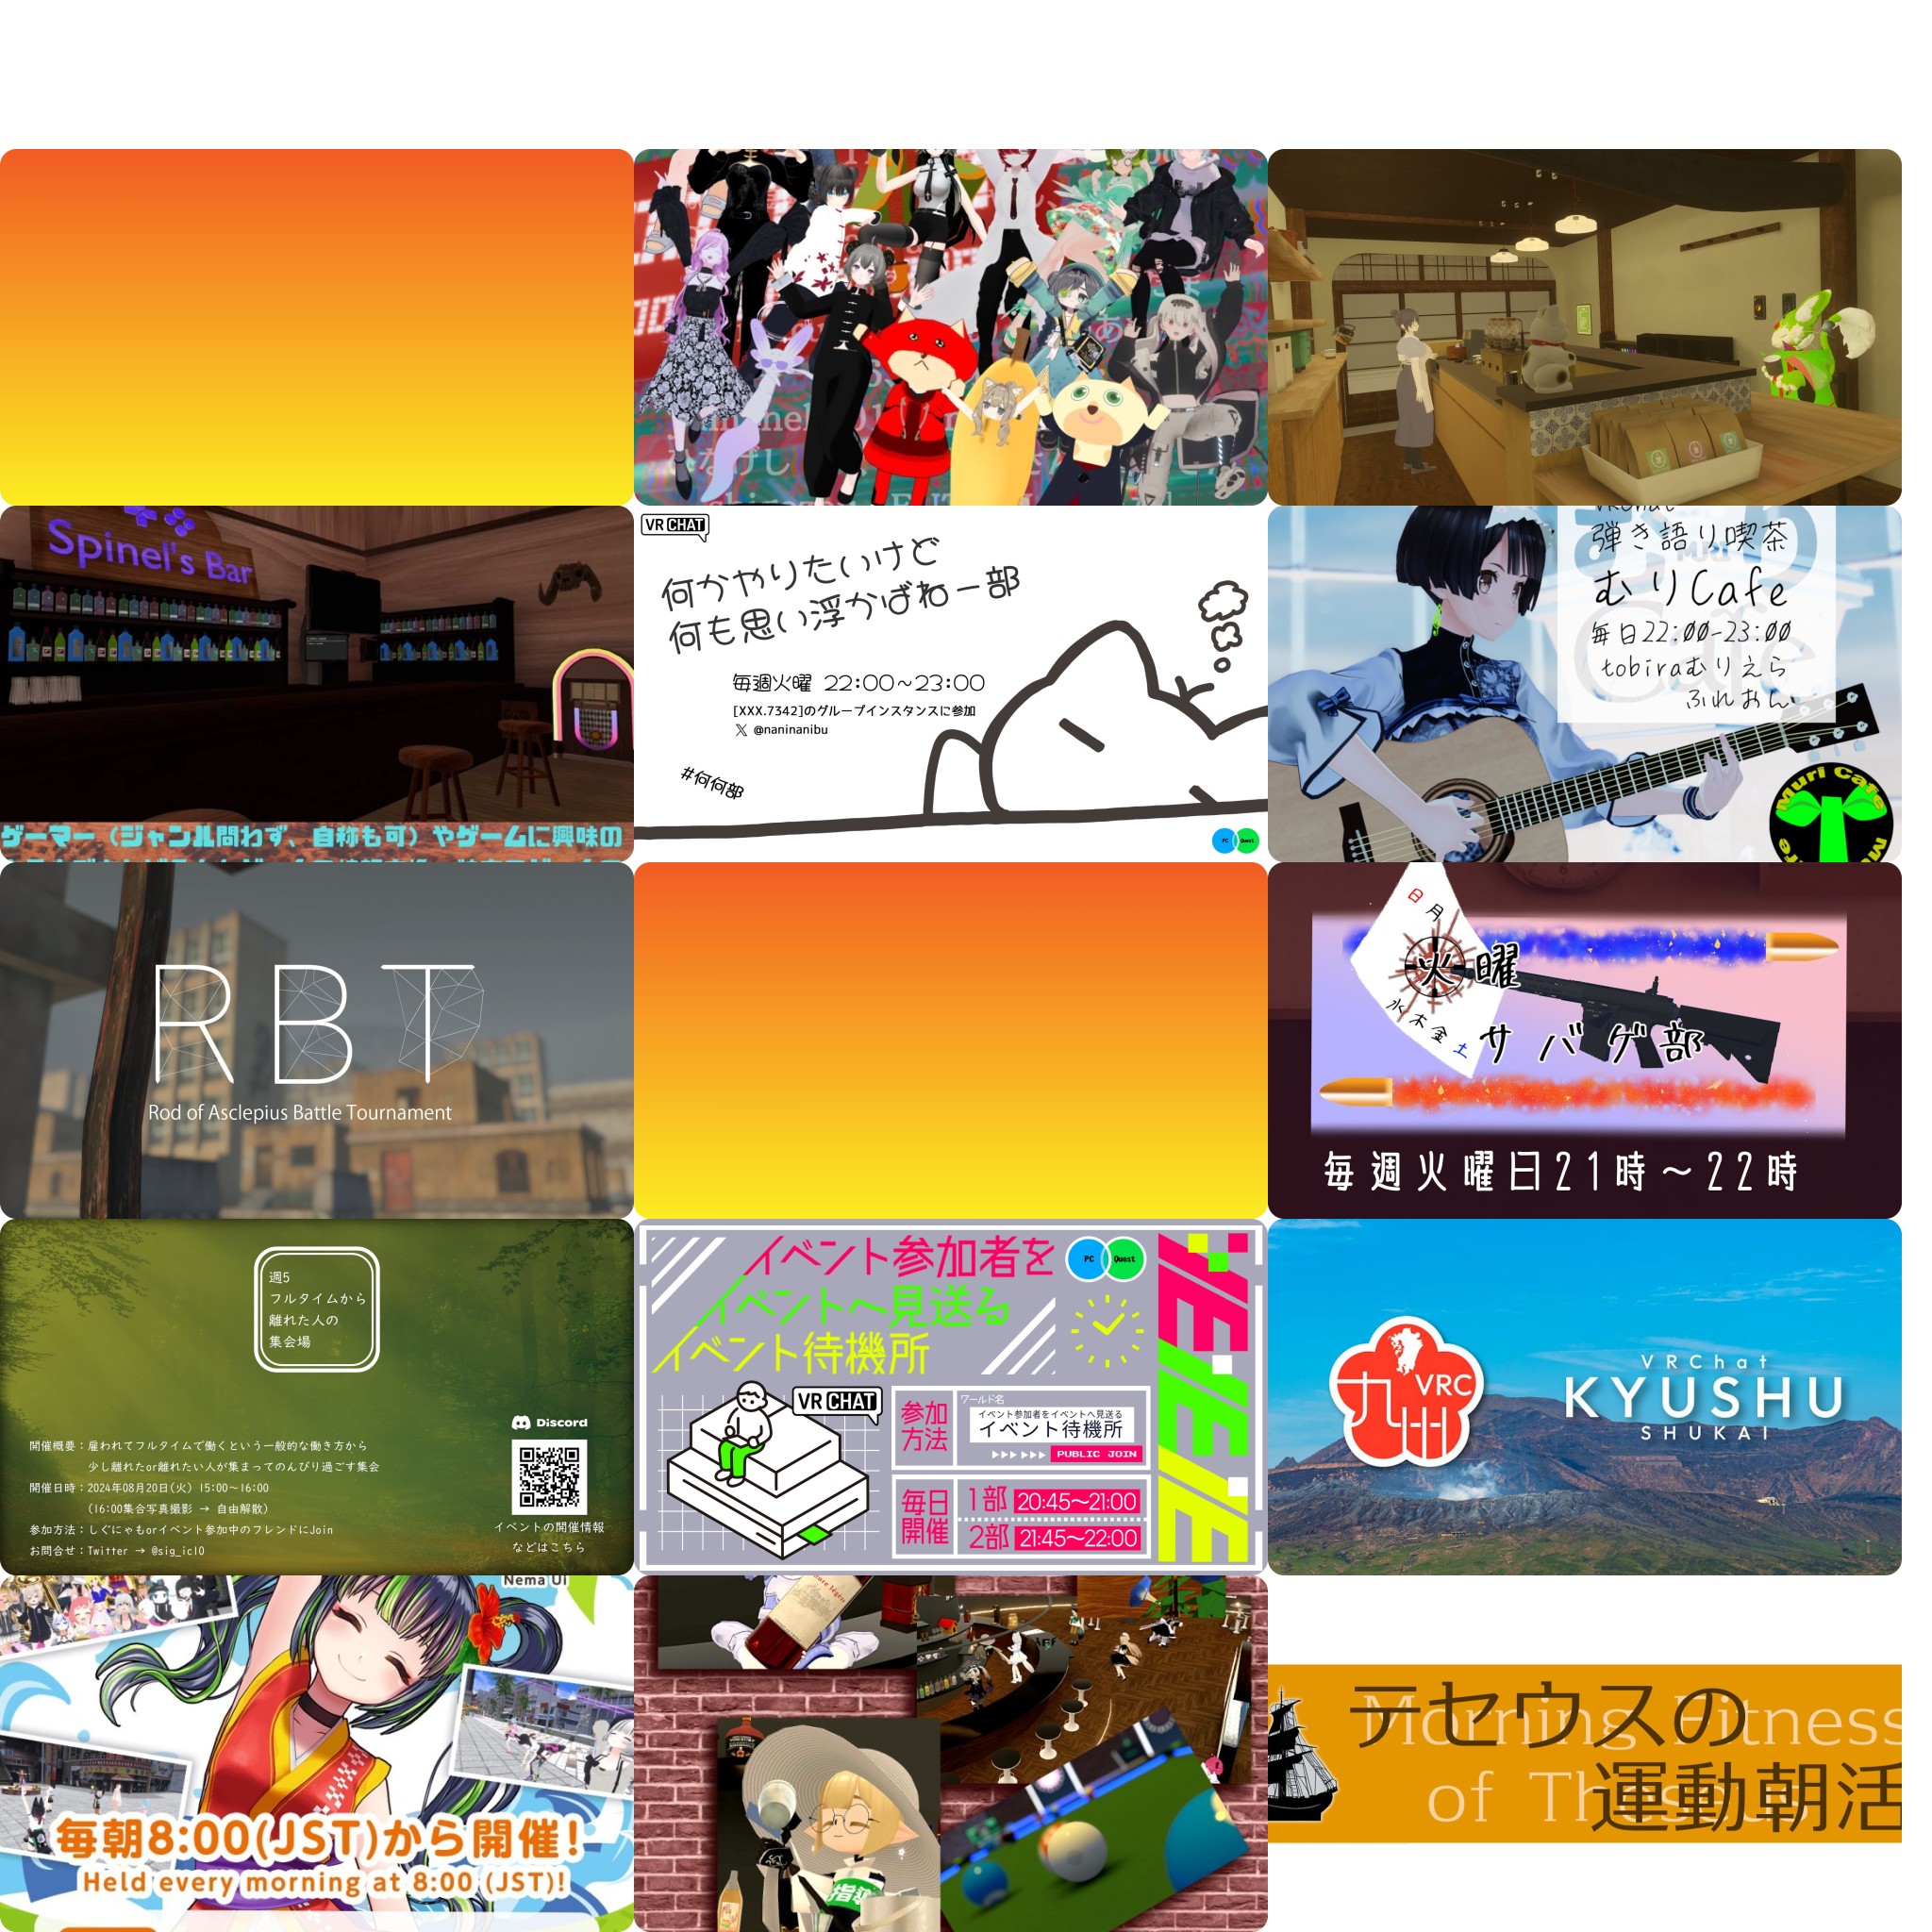 Spinel's Bar
ゲーマー（ジャンル問わず、自称も可）やゲームに興味の
VR CHAT
何かやりたいけど
何も思い浮かばねー部
毎週火曜 22:00～23:00
[XXX.7342]のグループインスタンスに参加
X @naninanibu
#何何部
PC Quest
弾き語り喫茶
むりCafe
毎日22:00-23:00
tobiraむりえら
ふれおん
Muri Cafe
RBT
Rod of Asclepius Battle Tournament
日月
火曜
水木金土
サバゲ部
毎週火曜日21時～22時
週5
フルタイムから
離れた人の
集会場
Discord
開催概要：雇われてフルタイムで働くという一般的な働き方から
少し離れたor離れたい人が集まってのんびり過ごす集会
開催日時：2024年08月20日(火) 15:00～16:00
(16:00集合写真撮影 → 自由解散)
参加方法：しぐにゃもorイベント参加中のフレンドにJoin
お問合せ：Twitter → @sig_ic10
イベントの開催情報
などはこちら
イベント参加者を
イベントへ見送る
イベント待機所
PC Quest
VR CHAT
参加方法
ワールド名
イベント参加者をイベントへ見送る
イベント待機所
PUBLIC JOIN
毎日開催
1部 20:45～21:00
2部 21:45～22:00
九州
VRC
VRChat
KYUSHU
SHUKAI
Nema Ui
毎朝8:00(JST)から開催！
Held every morning at 8:00 (JST)!
指導
テセウスの
運動朝活
Morning Fitness
of Theseus